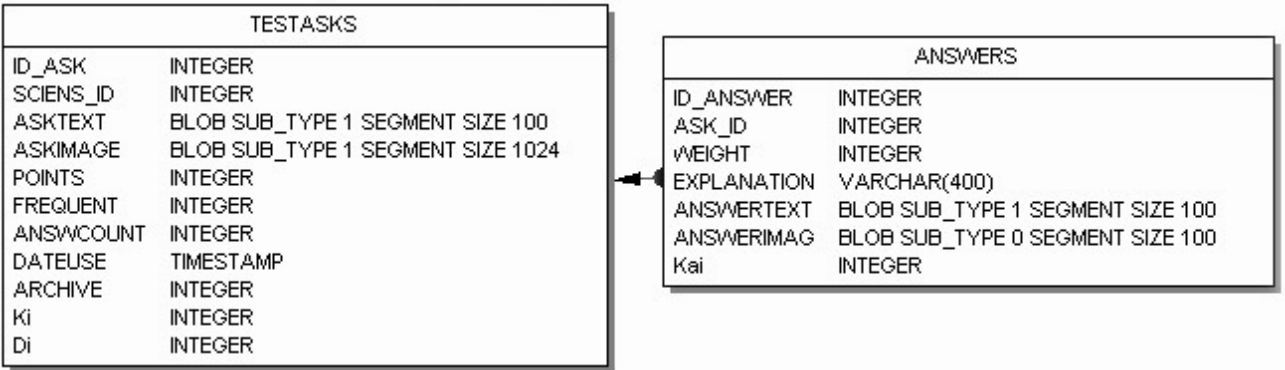 TESTASKS
ID_ASK INTEGER
SCIENS_ID INTEGER
ASKTEXT BLOB SUB_TYPE 1 SEGMENT SIZE 100
ASKIMAGE BLOB SUB_TYPE 1 SEGMENT SIZE 1024
POINTS INTEGER
FREQUENT INTEGER
ANSWCOUNT INTEGER
DATEUSE TIMESTAMP
ARCHIVE INTEGER
Ki INTEGER
Di INTEGER
ANSWERS
ID_ANSWER INTEGER
ASK_ID INTEGER
WEIGHT INTEGER
EXPLANATION VARCHAR(400)
ANSWERTEXT BLOB SUB_TYPE 1 SEGMENT SIZE 100
ANSWERIMAG BLOB SUB_TYPE 0 SEGMENT SIZE 100
Kai INTEGER